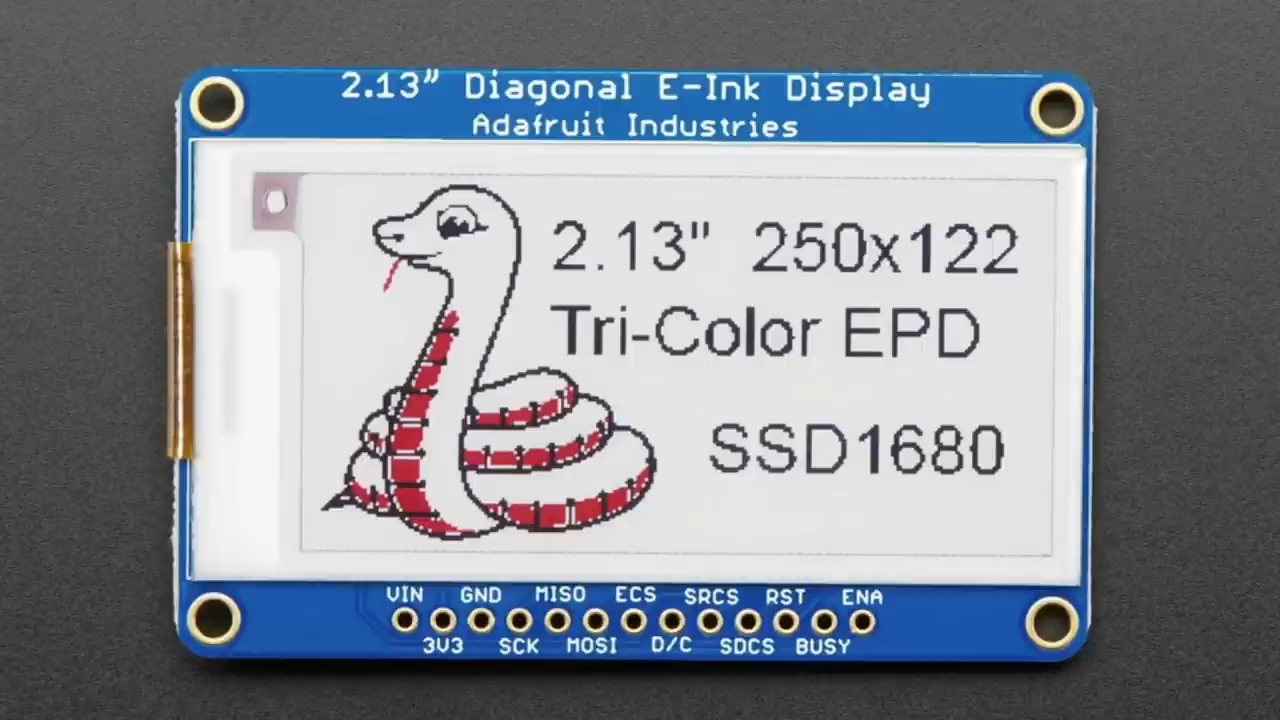 2.13" Diagonal E-Ink Display
Adafruit Industries
2.13" 250x122
Tri-Color EPD
SSD1680
VIN GND MISO ECS SRCS RST ENA
3V3 SCK MOSI D/C SDCS BUSY